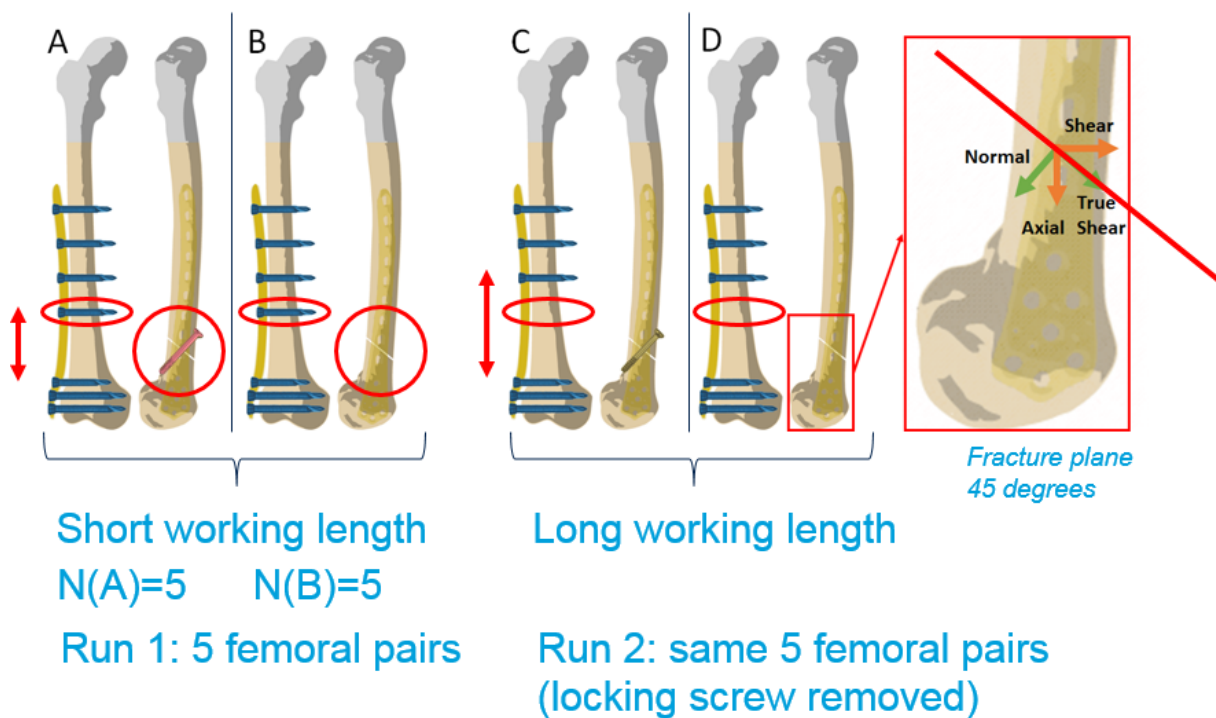 A
B
C
D
Shear
Normal
True
Axial Shear
Fracture plane
45 degrees
Short working length
Long working length
N(A)=5 N(B)=5
Run 1: 5 femoral pairs
Run 2: same 5 femoral pairs
(locking screw removed)